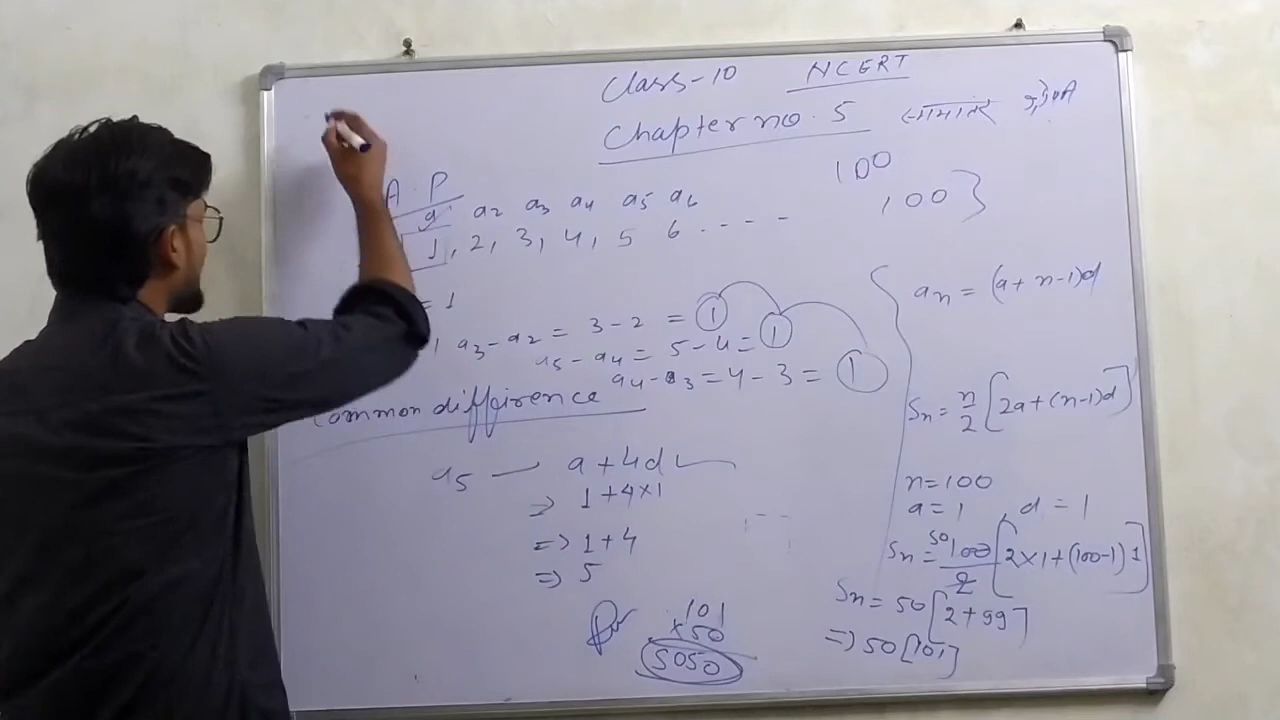 Class-10 NCERT
Chapter no. 5 समान्तर
100
100 }
A.P
a a2 a3 a4 a5 a6
1, 2, 3, 4, 5 6 . - - -
= 1
a3 - a2 = 3 - 2 = 1
a5 - a4 = 5 - 4 = 1
a4 - a3 = 4 - 3 = 1
Common diffirence
a5 — a + 4d
=> 1 + 4×1
=> 1 + 4
=> 5
an = (a + n-1)d
Sn = n/2 [2a + (n-1)d]
n = 100
a = 1, d = 1
Sn = 50 100/2 [2×1 + (100-1) 1]
Sn = 50 [2 + 99]
=> 50 [101]
101
×50
5050